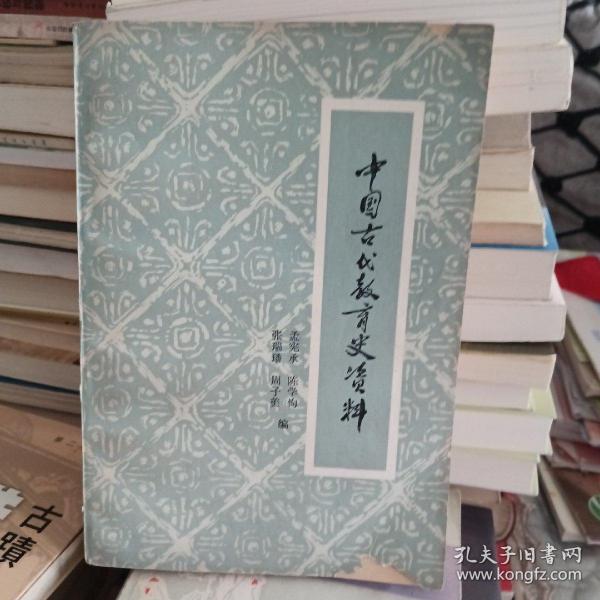 中国古代教育史资料
孟宪承 陈学恂
张瑞璠 周子美
编
古
蹟
孔夫子旧书网
www.kongfz.com